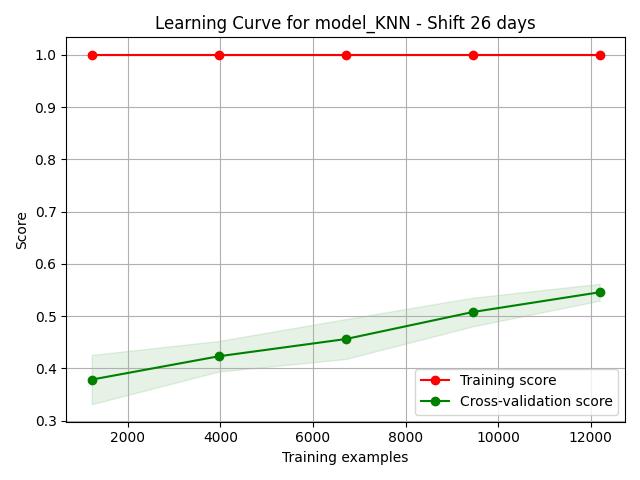 Learning Curve for model_KNN - Shift 26 days
Score
1.0
0.9
0.8
0.7
0.6
0.5
0.4
0.3
Training score
Cross-validation score
2000 4000 6000 8000 10000 12000
Training examples